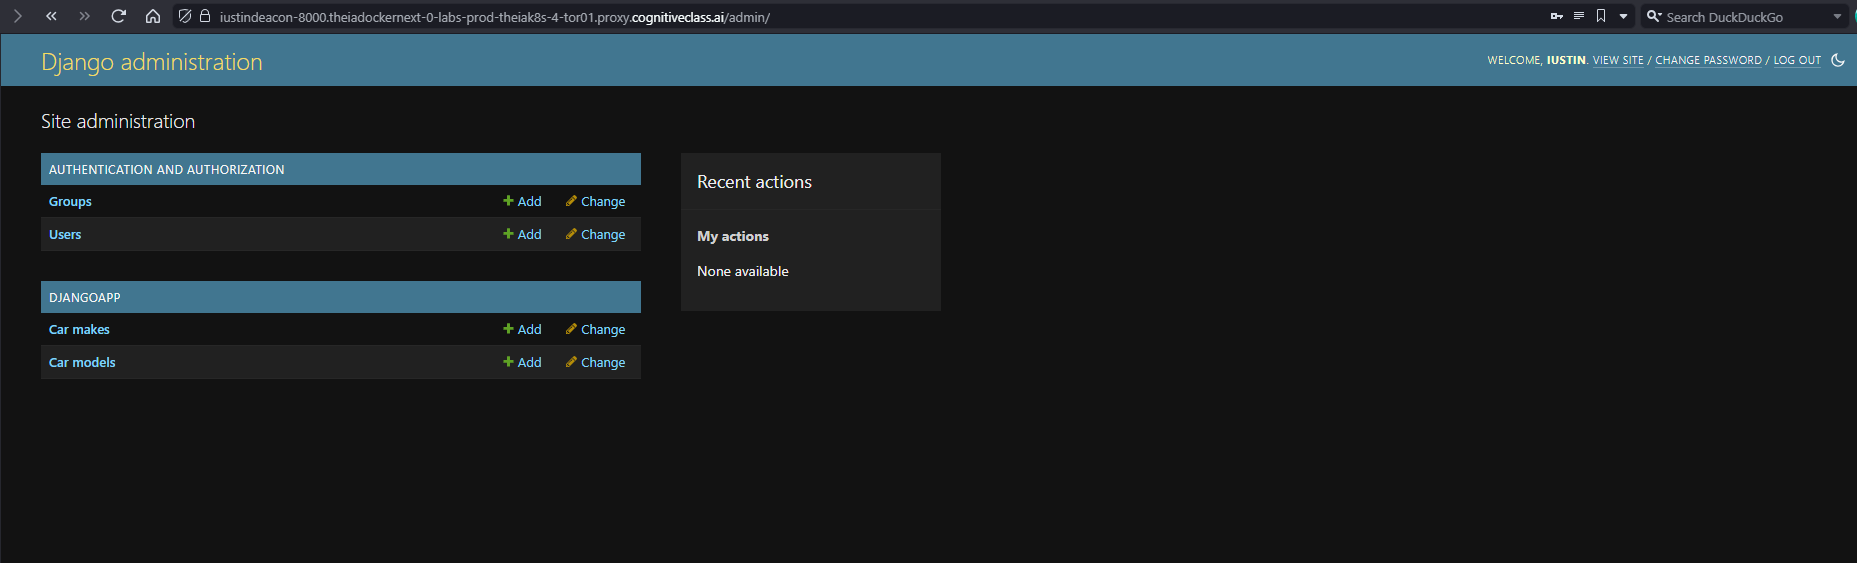 iustindeacon-8000.theiadockernext-0-labs-prod-theiak8s-4-tor01.proxy.cognitiveclass.ai/admin/
Search DuckDuckGo
Django administration
WELCOME, IUSTIN. VIEW SITE / CHANGE PASSWORD / LOG OUT
Site administration
AUTHENTICATION AND AUTHORIZATION
Groups Add Change
Users Add Change
DJANGOAPP
Car makes Add Change
Car models Add Change
Recent actions
My actions
None available